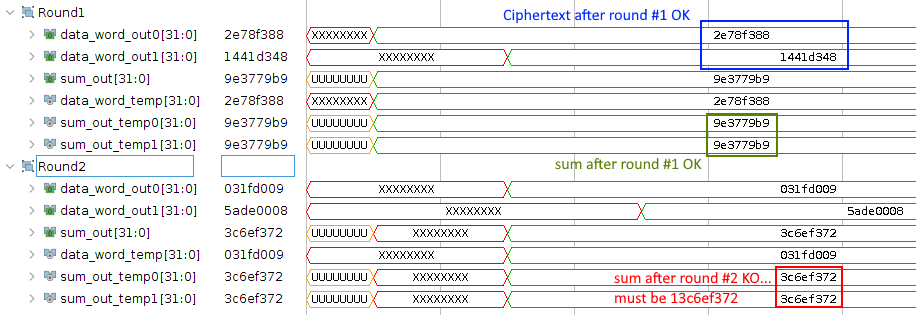 Round1
Ciphertext after round #1 OK
data_word_out0[31:0] 2e78f388 XXXXXXXX 2e78f388
data_word_out1[31:0] 1441d348 XXXXXXXX 1441d348
sum_out[31:0] 9e3779b9 UUUUUUUU 9e3779b9
data_word_temp[31:0] 2e78f388 XXXXXXXX 2e78f388
sum_out_temp0[31:0] 9e3779b9 UUUUUUUU 9e3779b9
sum_out_temp1[31:0] 9e3779b9 UUUUUUUU 9e3779b9
Round2 sum after round #1 OK
data_word_out0[31:0] 031fd009 XXXXXXXX 031fd009
data_word_out1[31:0] 5ade0008 XXXXXXXX 5ade0008
sum_out[31:0] 3c6ef372 UUUUUUUU XXXXXXXX 3c6ef372
data_word_temp[31:0] 031fd009 XXXXXXXX 031fd009
sum_out_temp0[31:0] 3c6ef372 UUUUUUUU XXXXXXXX sum after round #2 KO... 3c6ef372
sum_out_temp1[31:0] 3c6ef372 UUUUUUUU XXXXXXXX must be 13c6ef372 3c6ef372